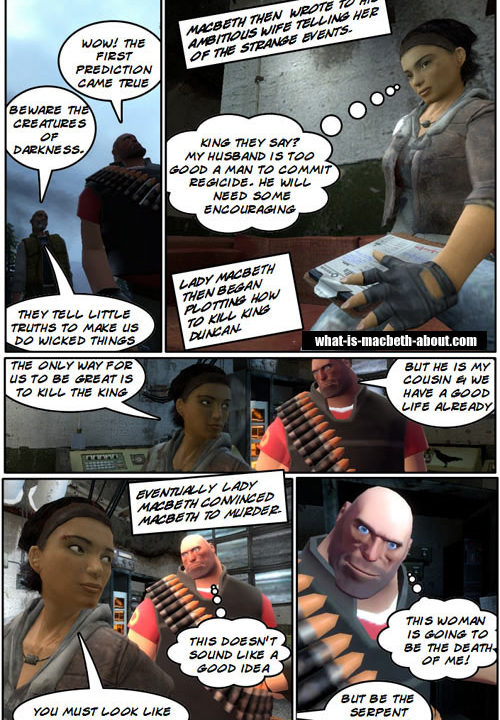 WOW! THE
FIRST
PREDICTION
CAME TRUE
BEWARE THE
CREATURES
OF
DARKNESS.
THEY TELL LITTLE
TRUTHS TO MAKE US
DO WICKED THINGS
MACBETH THEN WROTE TO HIS
AMBITIOUS WIFE TELLING HER
OF THE STRANGE EVENTS.
KING THEY SAY?
MY HUSBAND IS TOO
GOOD A MAN TO COMMIT
REGICIDE. HE WILL
NEED SOME
ENCOURAGING
LADY MACBETH
THEN BEGAN
PLOTTING HOW
TO KILL KING
DUNCAN.
what-is-macbeth-about.com
THE ONLY WAY FOR
US TO BE GREAT IS
TO KILL THE KING
BUT HE IS MY
COUSIN & WE
HAVE A GOOD
LIFE ALREADY
EVENTUALLY LADY
MACBETH CONVINCED
MACBETH TO MURDER.
THIS DOESN'T
SOUND LIKE A
GOOD IDEA
YOU MUST LOOK LIKE
THIS WOMAN
IS GOING TO
BE THE DEATH
OF ME!
BUT BE THE
SERPENT